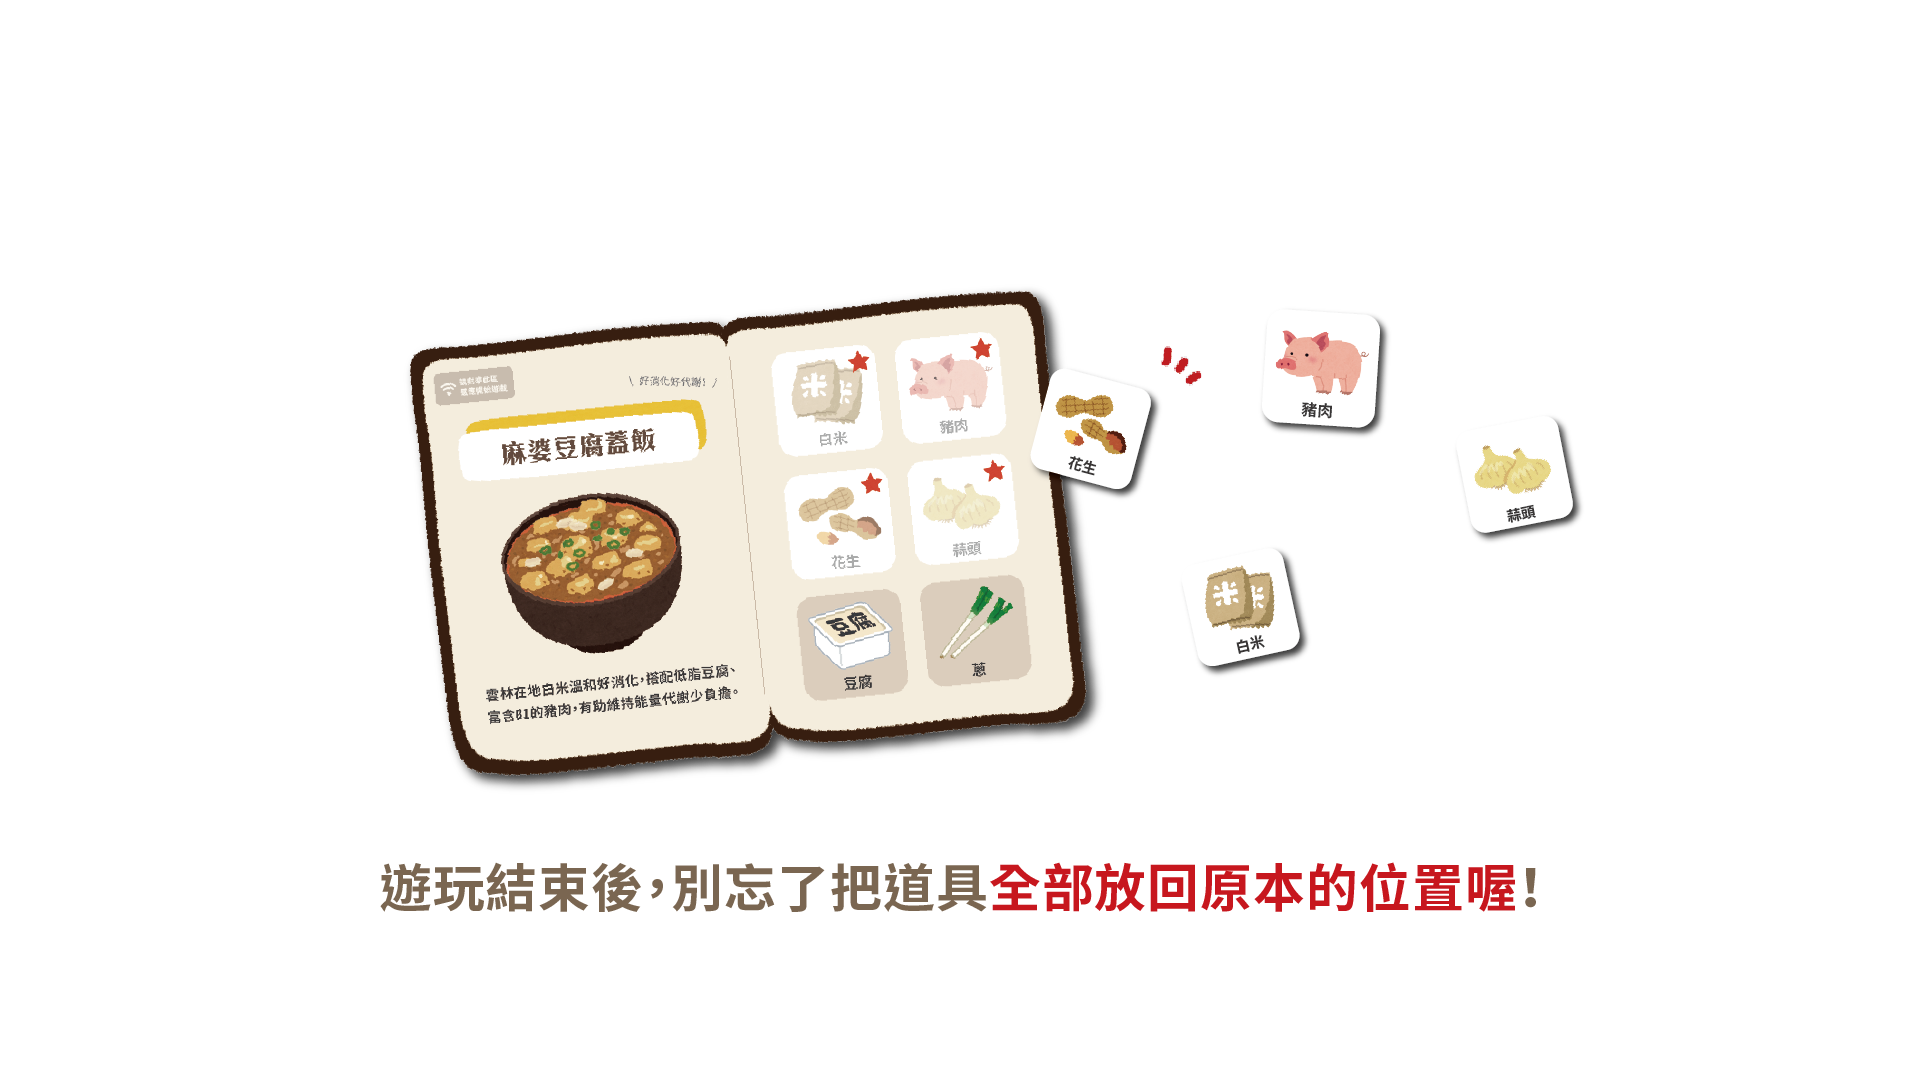 \ 好消化好代謝! /
麻婆豆腐蓋飯
雲林在地白米溫和好消化,搭配低脂豆腐、
富含B1的豬肉,有助維持能量代謝少負擔。
米
白米
豬肉
花生
蒜頭
豆腐
豆腐
蔥
花生
豬肉
蒜頭
米
白米
遊玩結束後,別忘了把道具全部放回原本的位置喔!